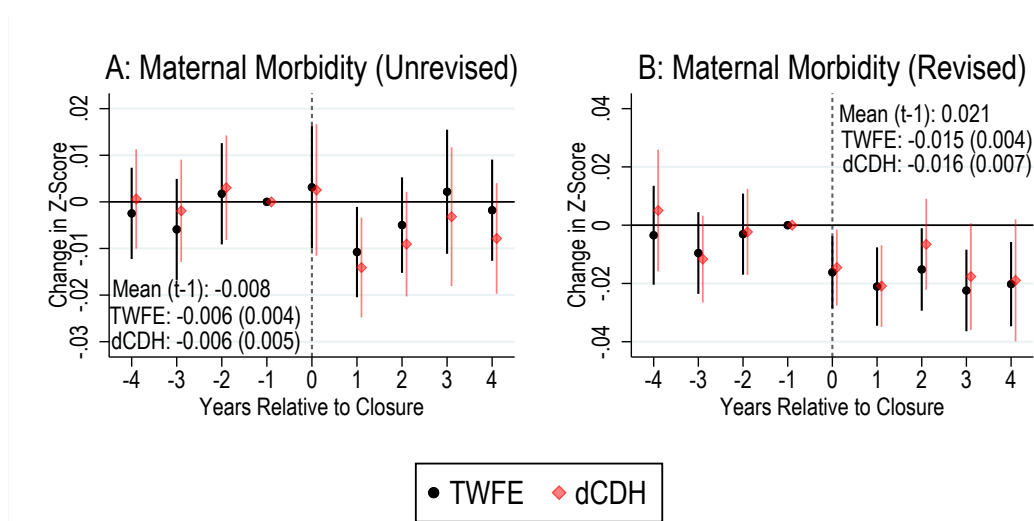 A: Maternal Morbidity (Unrevised)
Change in Z-Score
.02
.01
0
-.01
-.02
-.03
Mean (t-1): -0.008
TWFE: -0.006 (0.004)
dCDH: -0.006 (0.005)
-4 -3 -2 -1 0 1 2 3 4
Years Relative to Closure
B: Maternal Morbidity (Revised)
Change in Z-Score
.04
.02
0
-.02
-.04
Mean (t-1): 0.021
TWFE: -0.015 (0.004)
dCDH: -0.016 (0.007)
-4 -3 -2 -1 0 1 2 3 4
Years Relative to Closure
TWFE dCDH